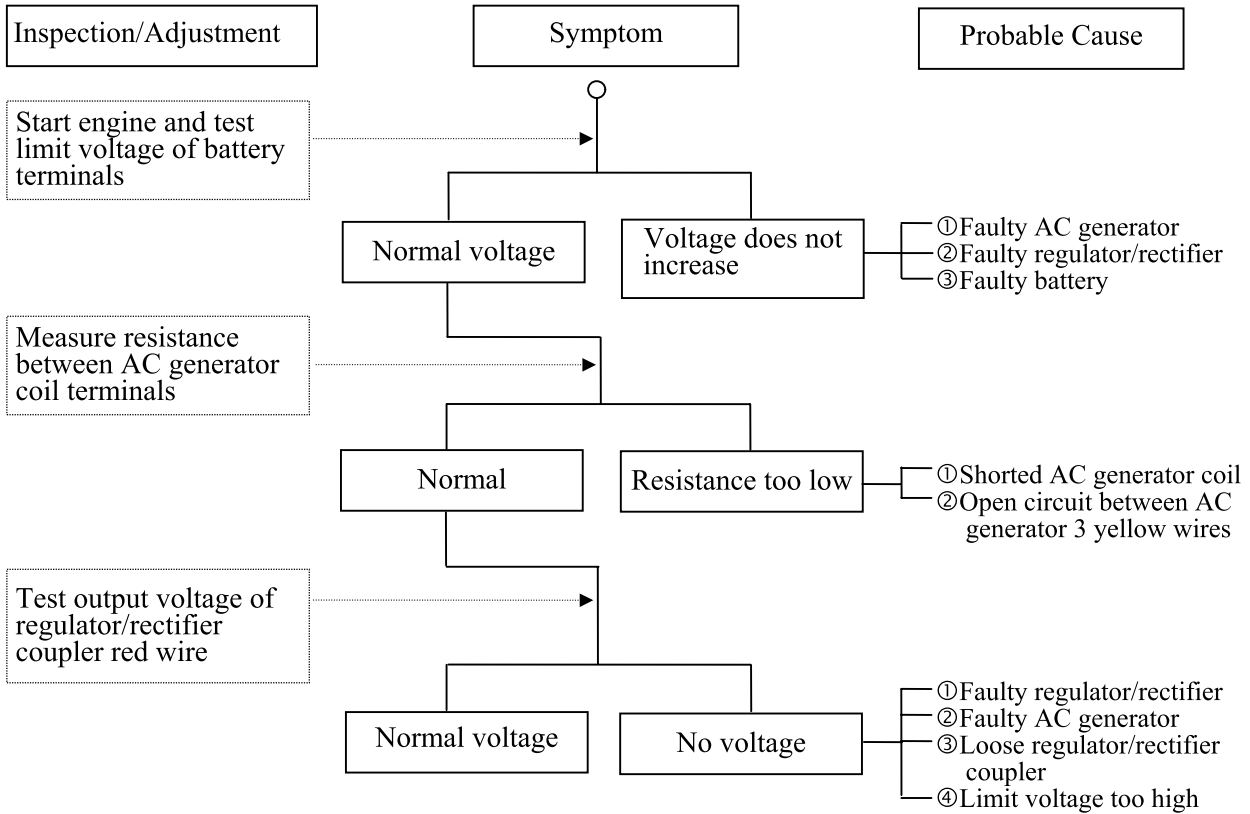 Inspection/Adjustment
Symptom
Probable Cause
Start engine and test
limit voltage of battery
terminals
Normal voltage
Voltage does not
increase
①Faulty AC generator
②Faulty regulator/rectifier
③Faulty battery
Measure resistance
between AC generator
coil terminals
Normal
Resistance too low
①Shorted AC generator coil
②Open circuit between AC
generator 3 yellow wires
Test output voltage of
regulator/rectifier
coupler red wire
Normal voltage
No voltage
①Faulty regulator/rectifier
②Faulty AC generator
③Loose regulator/rectifier
coupler
④Limit voltage too high